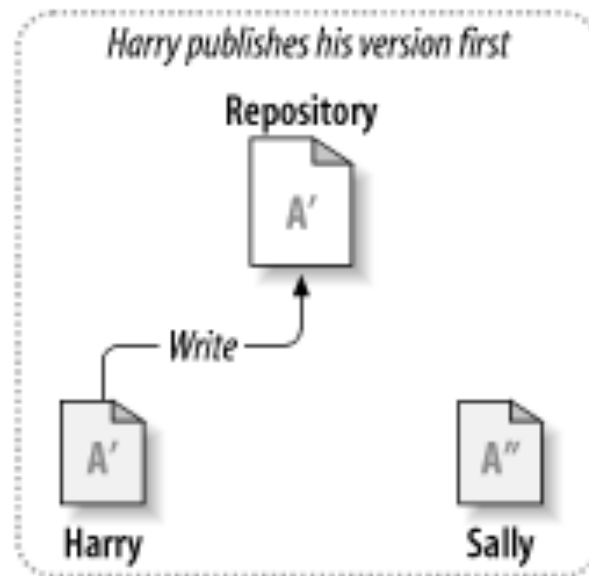 Harry publishes his version first
Repository
A′
Write
A′
A″
Harry
Sally